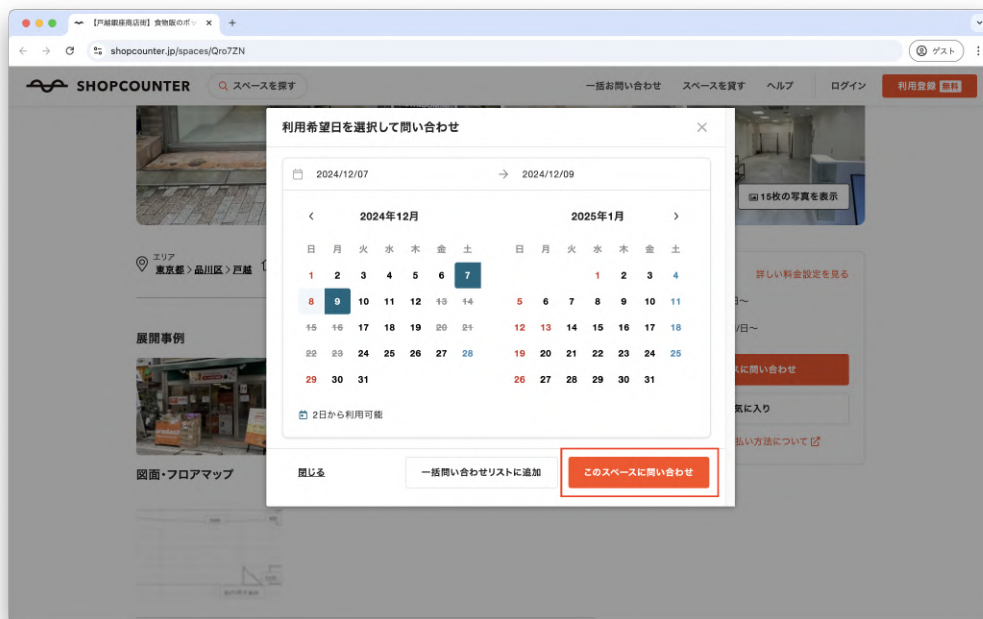 【戸越銀座商店街】食物販のポッ
shopcounter.jp/spaces/Qro7ZN
ゲスト
SHOPCOUNTER
スペースを探す
一括お問い合わせ
スペースを貸す
ヘルプ
ログイン
利用登録 無料
利用希望日を選択して問い合わせ
2024/12/07 → 2024/12/09
2024年12月
日 月 火 水 木 金 土
1 2 3 4 5 6 7
8 9 10 11 12 13 14
15 16 17 18 19 20 21
22 23 24 25 26 27 28
29 30 31
2025年1月
日 月 火 水 木 金 土
1 2 3 4
5 6 7 8 9 10 11
12 13 14 15 16 17 18
19 20 21 22 23 24 25
26 27 28 29 30 31
2日から利用可能
閉じる
一括問い合わせリストに追加
このスペースに問い合わせ
15枚の写真を表示
エリア
東京都 > 品川区 > 戸越
展開事例
図面・フロアマップ
詳しい料金設定を見る
日〜
/日〜
スに問い合わせ
気に入り
払い方法について